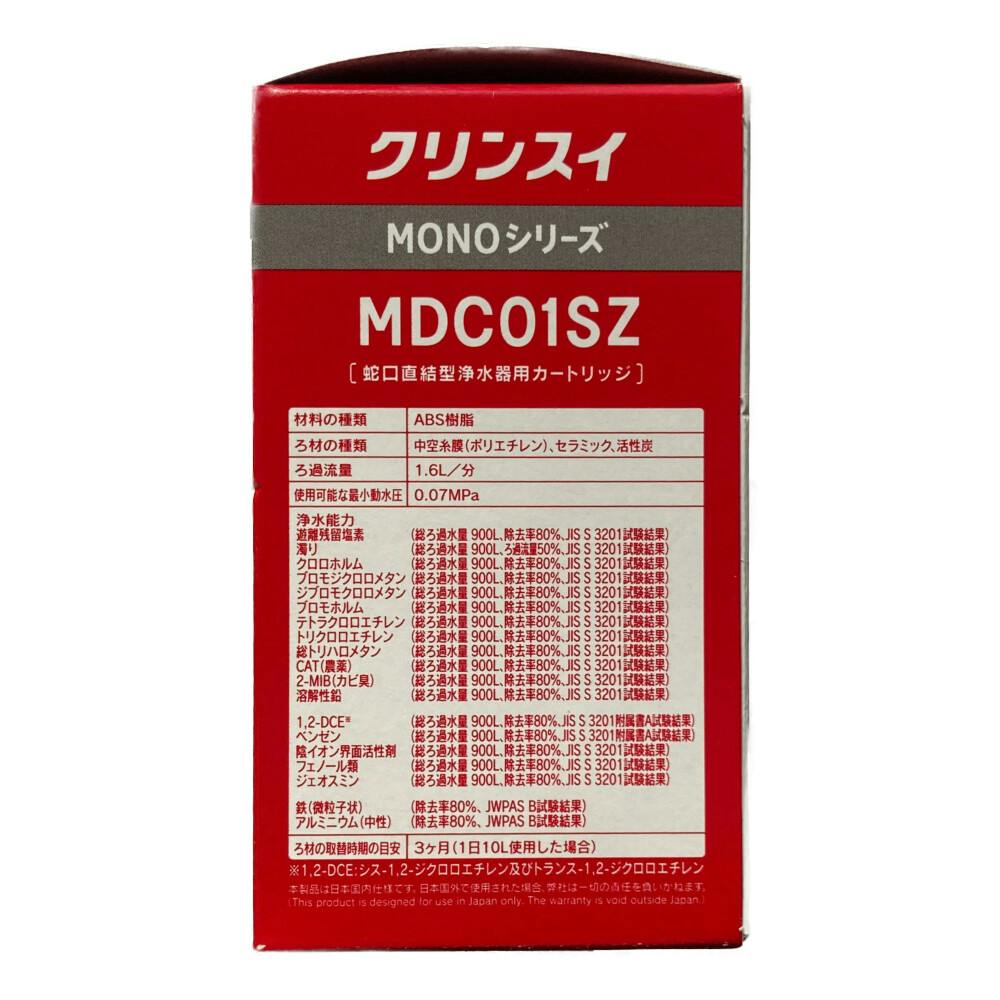 クリンスイ
MONOシリーズ
MDC01SZ
[蛇口直結型浄水器用カートリッジ]
材料の種類 ABS樹脂
ろ材の種類 中空糸膜(ポリエチレン)、セラミック、活性炭
ろ過流量 1.6L/分
使用可能な最小動水圧 0.07MPa
浄水能力
遊離残留塩素 (総ろ過水量 900L、除去率80%、JIS S 3201試験結果)
濁り (総ろ過水量 900L、ろ過流量50%、JIS S 3201試験結果)
クロロホルム (総ろ過水量 900L、除去率80%、JIS S 3201試験結果)
ブロモジクロロメタン (総ろ過水量 900L、除去率80%、JIS S 3201試験結果)
ジブロモクロロメタン (総ろ過水量 900L、除去率80%、JIS S 3201試験結果)
ブロモホルム (総ろ過水量 900L、除去率80%、JIS S 3201試験結果)
テトラクロロエチレン (総ろ過水量 900L、除去率80%、JIS S 3201試験結果)
トリクロロエチレン (総ろ過水量 900L、除去率80%、JIS S 3201試験結果)
総トリハロメタン (総ろ過水量 900L、除去率80%、JIS S 3201試験結果)
CAT(農薬) (総ろ過水量 900L、除去率80%、JIS S 3201試験結果)
2-MIB(カビ臭) (総ろ過水量 900L、除去率80%、JIS S 3201試験結果)
溶解性鉛 (総ろ過水量 900L、除去率80%、JIS S 3201試験結果)
1,2-DCE※ (総ろ過水量 900L、除去率80%、JIS S 3201附属書A試験結果)
ベンゼン (総ろ過水量 900L、除去率80%、JIS S 3201附属書A試験結果)
陰イオン界面活性剤 (総ろ過水量 900L、除去率80%、JIS S 3201試験結果)
フェノール類 (総ろ過水量 900L、除去率80%、JIS S 3201試験結果)
ジェオスミン (総ろ過水量 900L、除去率80%、JIS S 3201試験結果)
鉄(微粒子状) (除去率80%、JWPAS B試験結果)
アルミニウム(中性) (除去率80%、JWPAS B試験結果)
ろ材の取替時期の目安 3ヶ月(1日10L使用した場合)
※1,2-DCE:シス-1,2-ジクロロエチレン及びトランス-1,2-ジクロロエチレン
本製品は日本国内仕様です。日本国外で使用された場合、弊社は一切の責任を負いかねます。
(This product is designed for use in Japan only. The warranty is void outside Japan.)